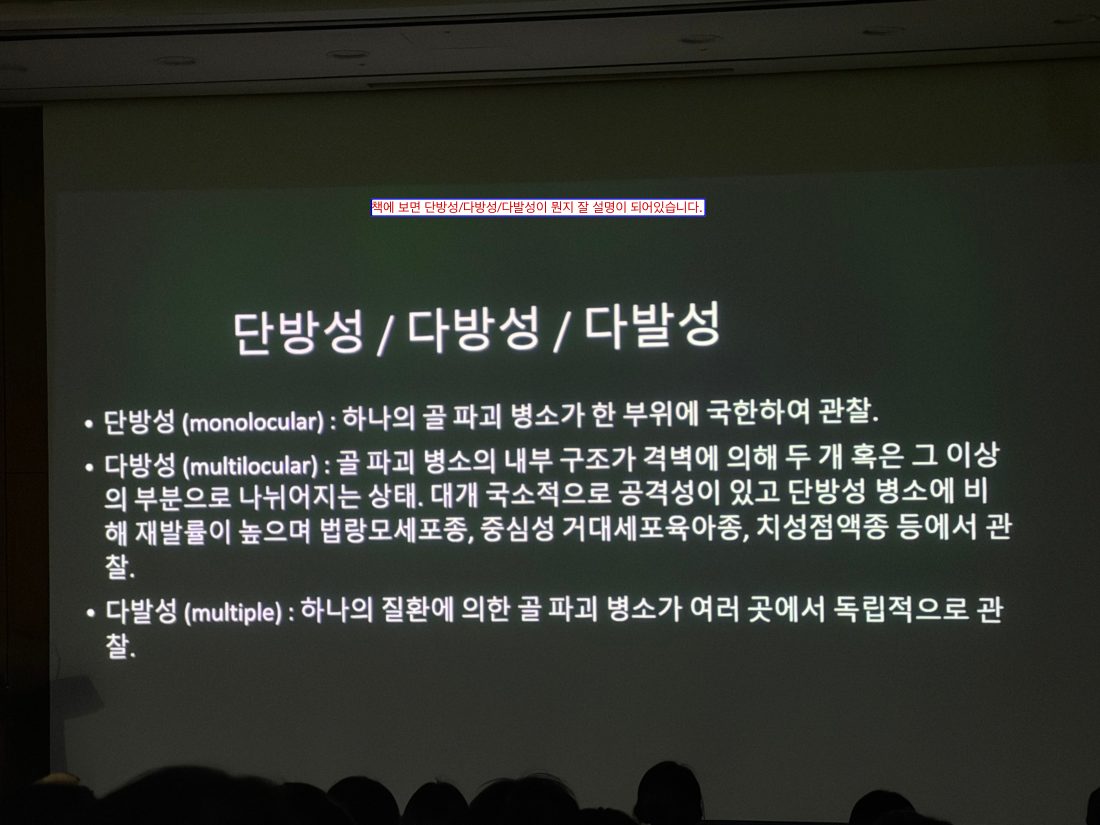 책에 보면 단방성/다방성/다발성이 뭔지 잘 설명이 되어있습니다.
단방성 / 다방성 / 다발성
• 단방성 (monolocular) : 하나의 골 파괴 병소가 한 부위에 국한하여 관찰.
• 다방성 (multilocular) : 골 파괴 병소의 내부 구조가 격벽에 의해 두 개 혹은 그 이상
의 부분으로 나뉘어지는 상태. 대개 국소적으로 공격성이 있고 단방성 병소에 비
해 재발률이 높으며 법랑모세포종, 중심성 거대세포육아종, 치성점액종 등에서 관
찰.
• 다발성 (multiple) : 하나의 질환에 의한 골 파괴 병소가 여러 곳에서 독립적으로 관
찰.